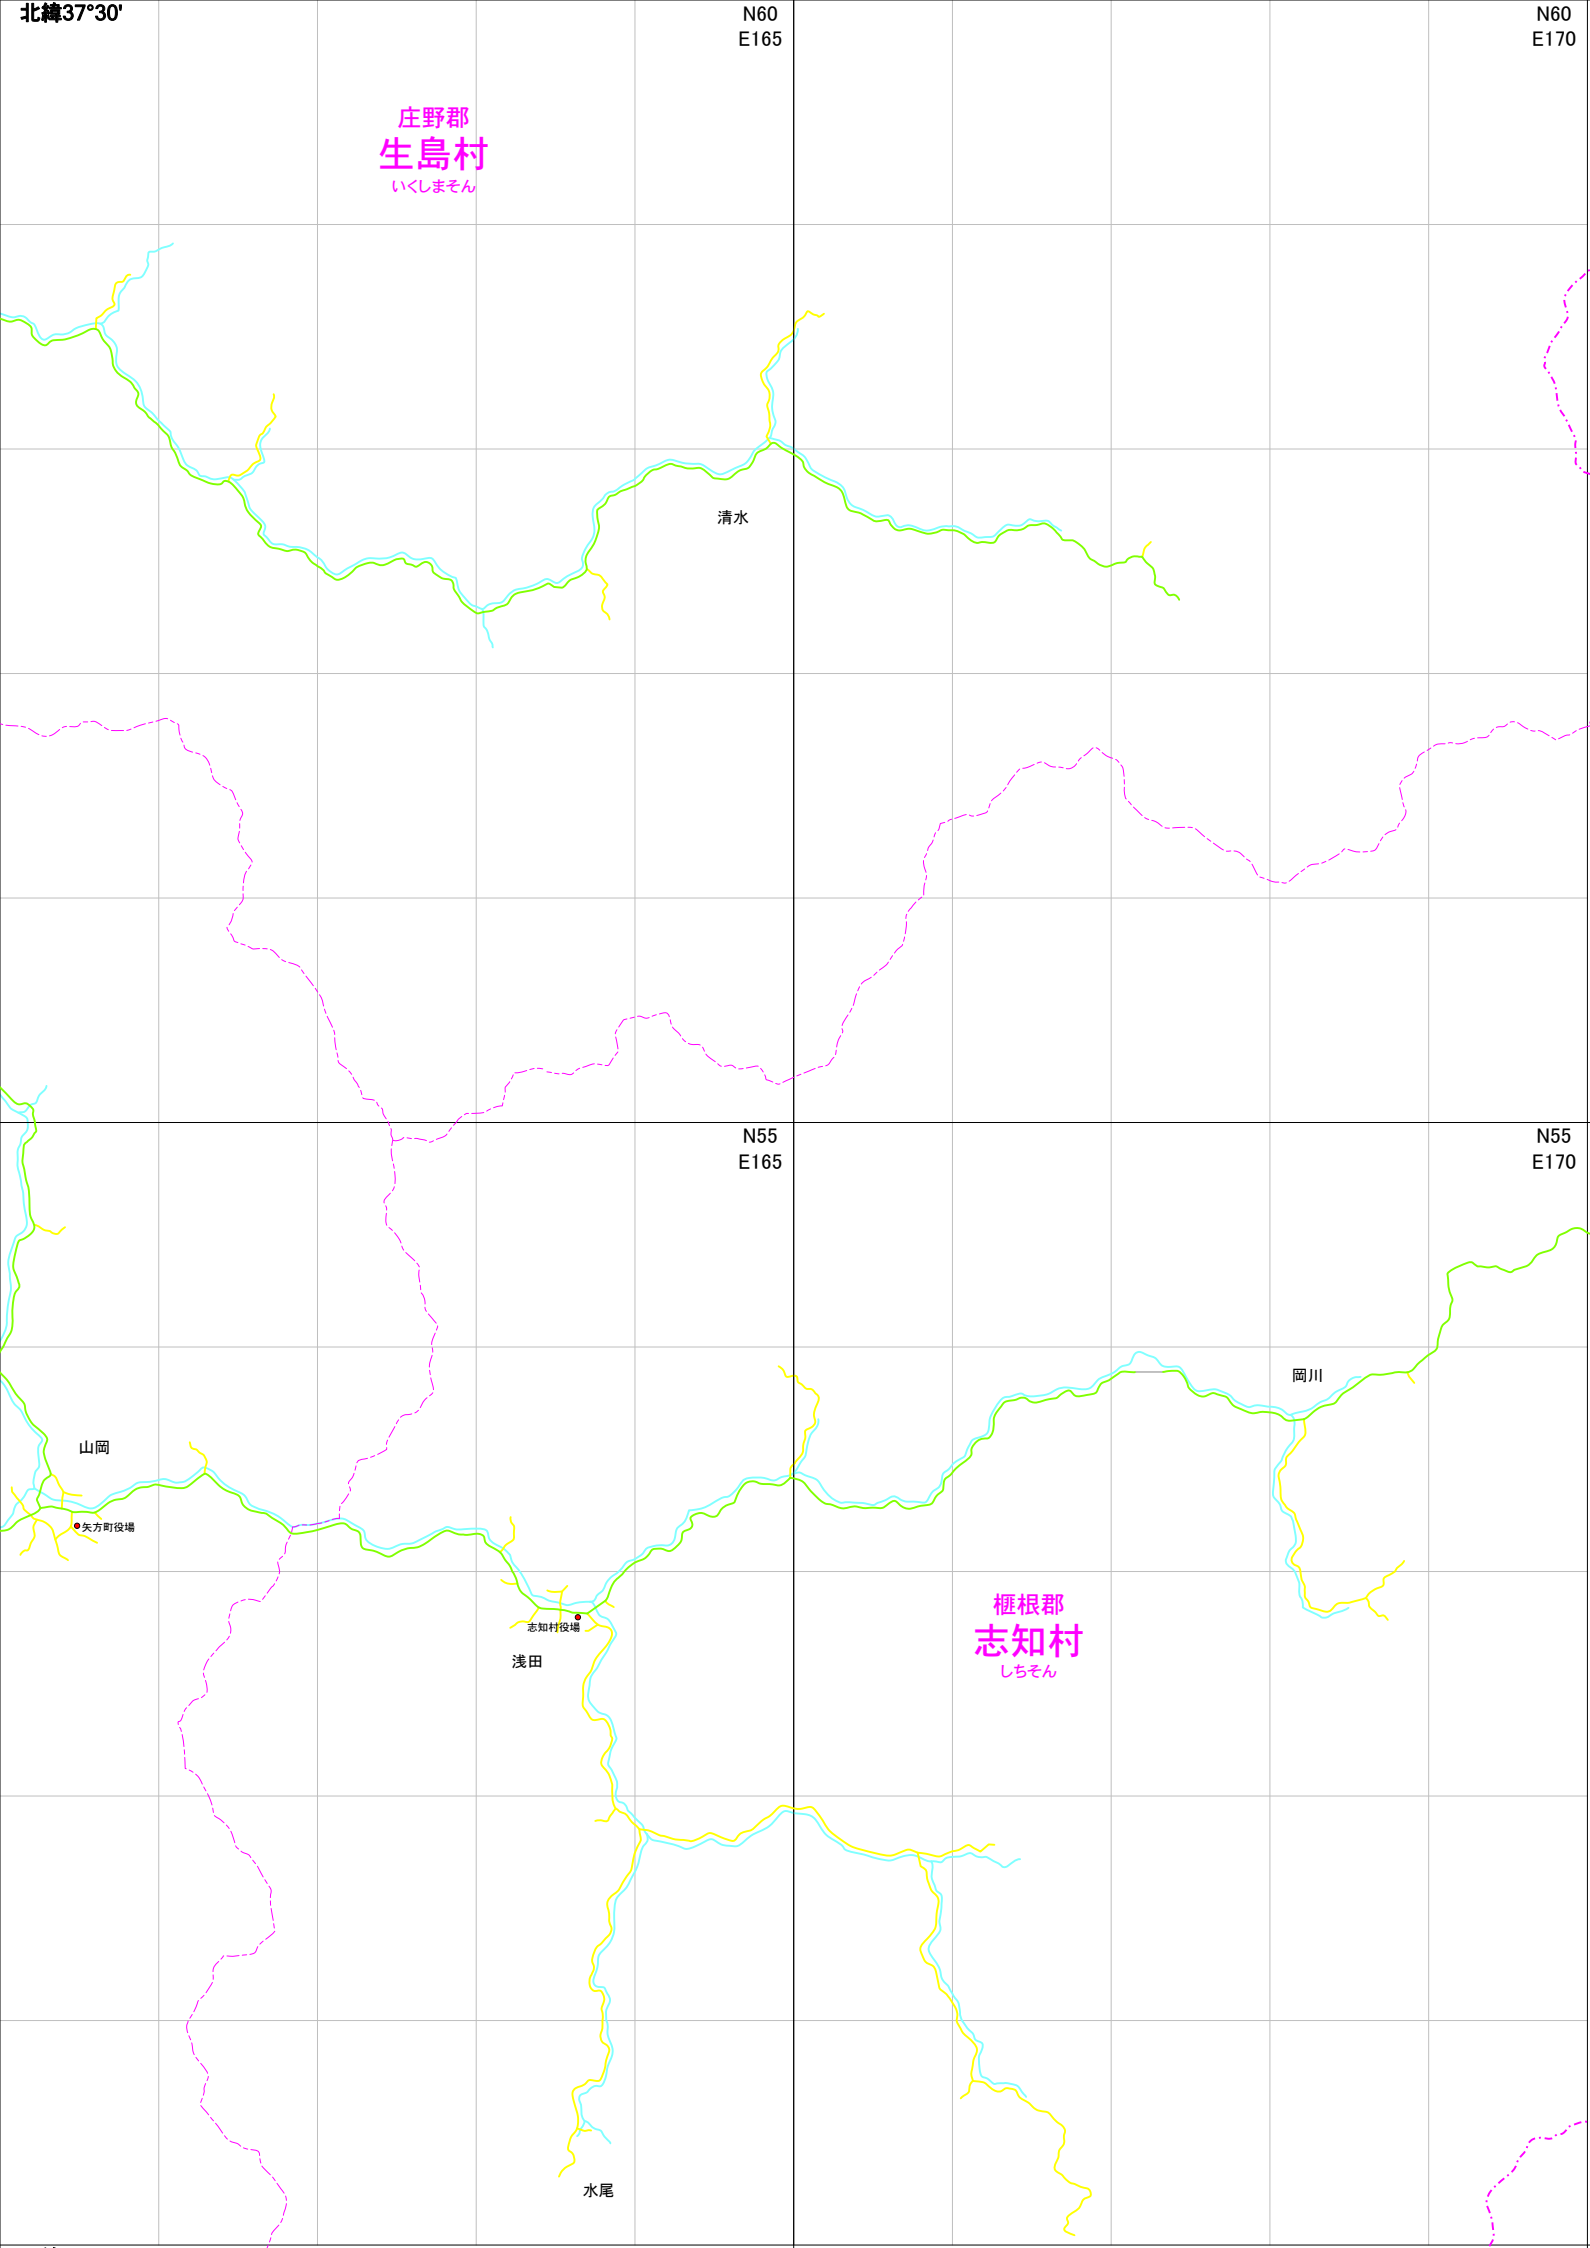 北緯37°30'
N60
E165
N60
E170
庄野郡
生島村
いくしまそん
清水
N55
E165
N55
E170
岡川
山岡
矢方町役場
榧根郡
志知村
しちそん
志知村役場
浅田
水尾